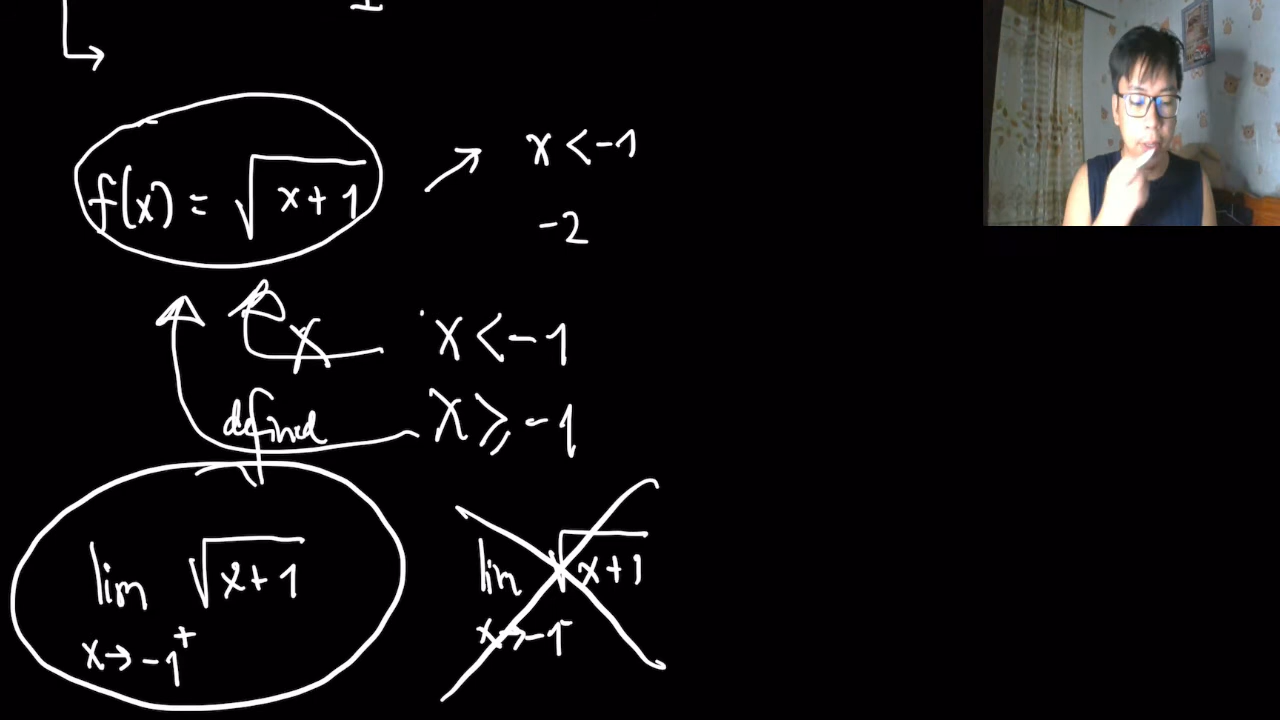 f(x) = √x+1
x < -1
-2
x
x < -1
defined
x ≥ -1
lim √x+1
x → -1⁺
lim √x+1
x → -1⁻